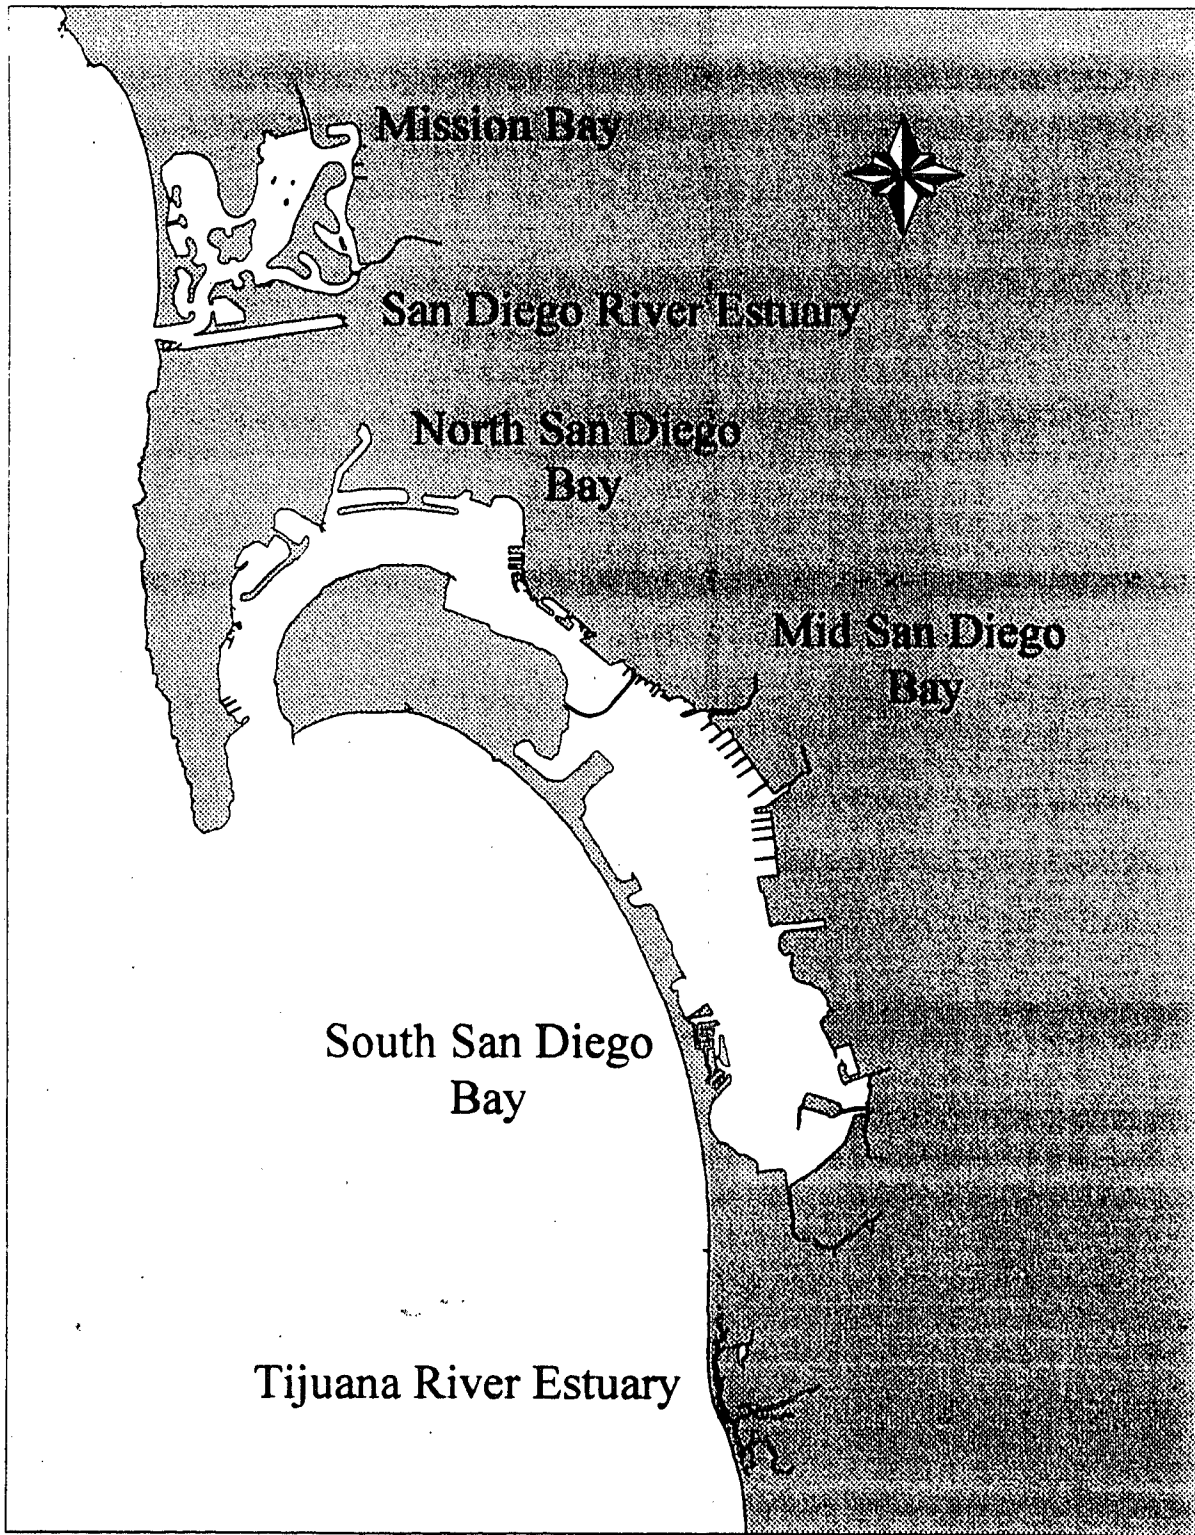 Mission Bay
San Diego River Estuary
North San Diego
Bay
Mid San Diego
Bay
South San Diego
Bay
Tijuana River Estuary